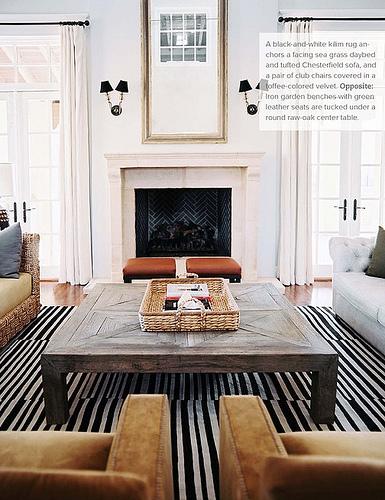 A black-and-white kilim rug an-
chors a facing sea grass daybed
and tufted Chesterfield sofa, and
a pair of club chairs covered in a
coffee-colored velvet. Opposite:
Iron garden benches with green
leather seats are tucked under a
round raw-oak center table.